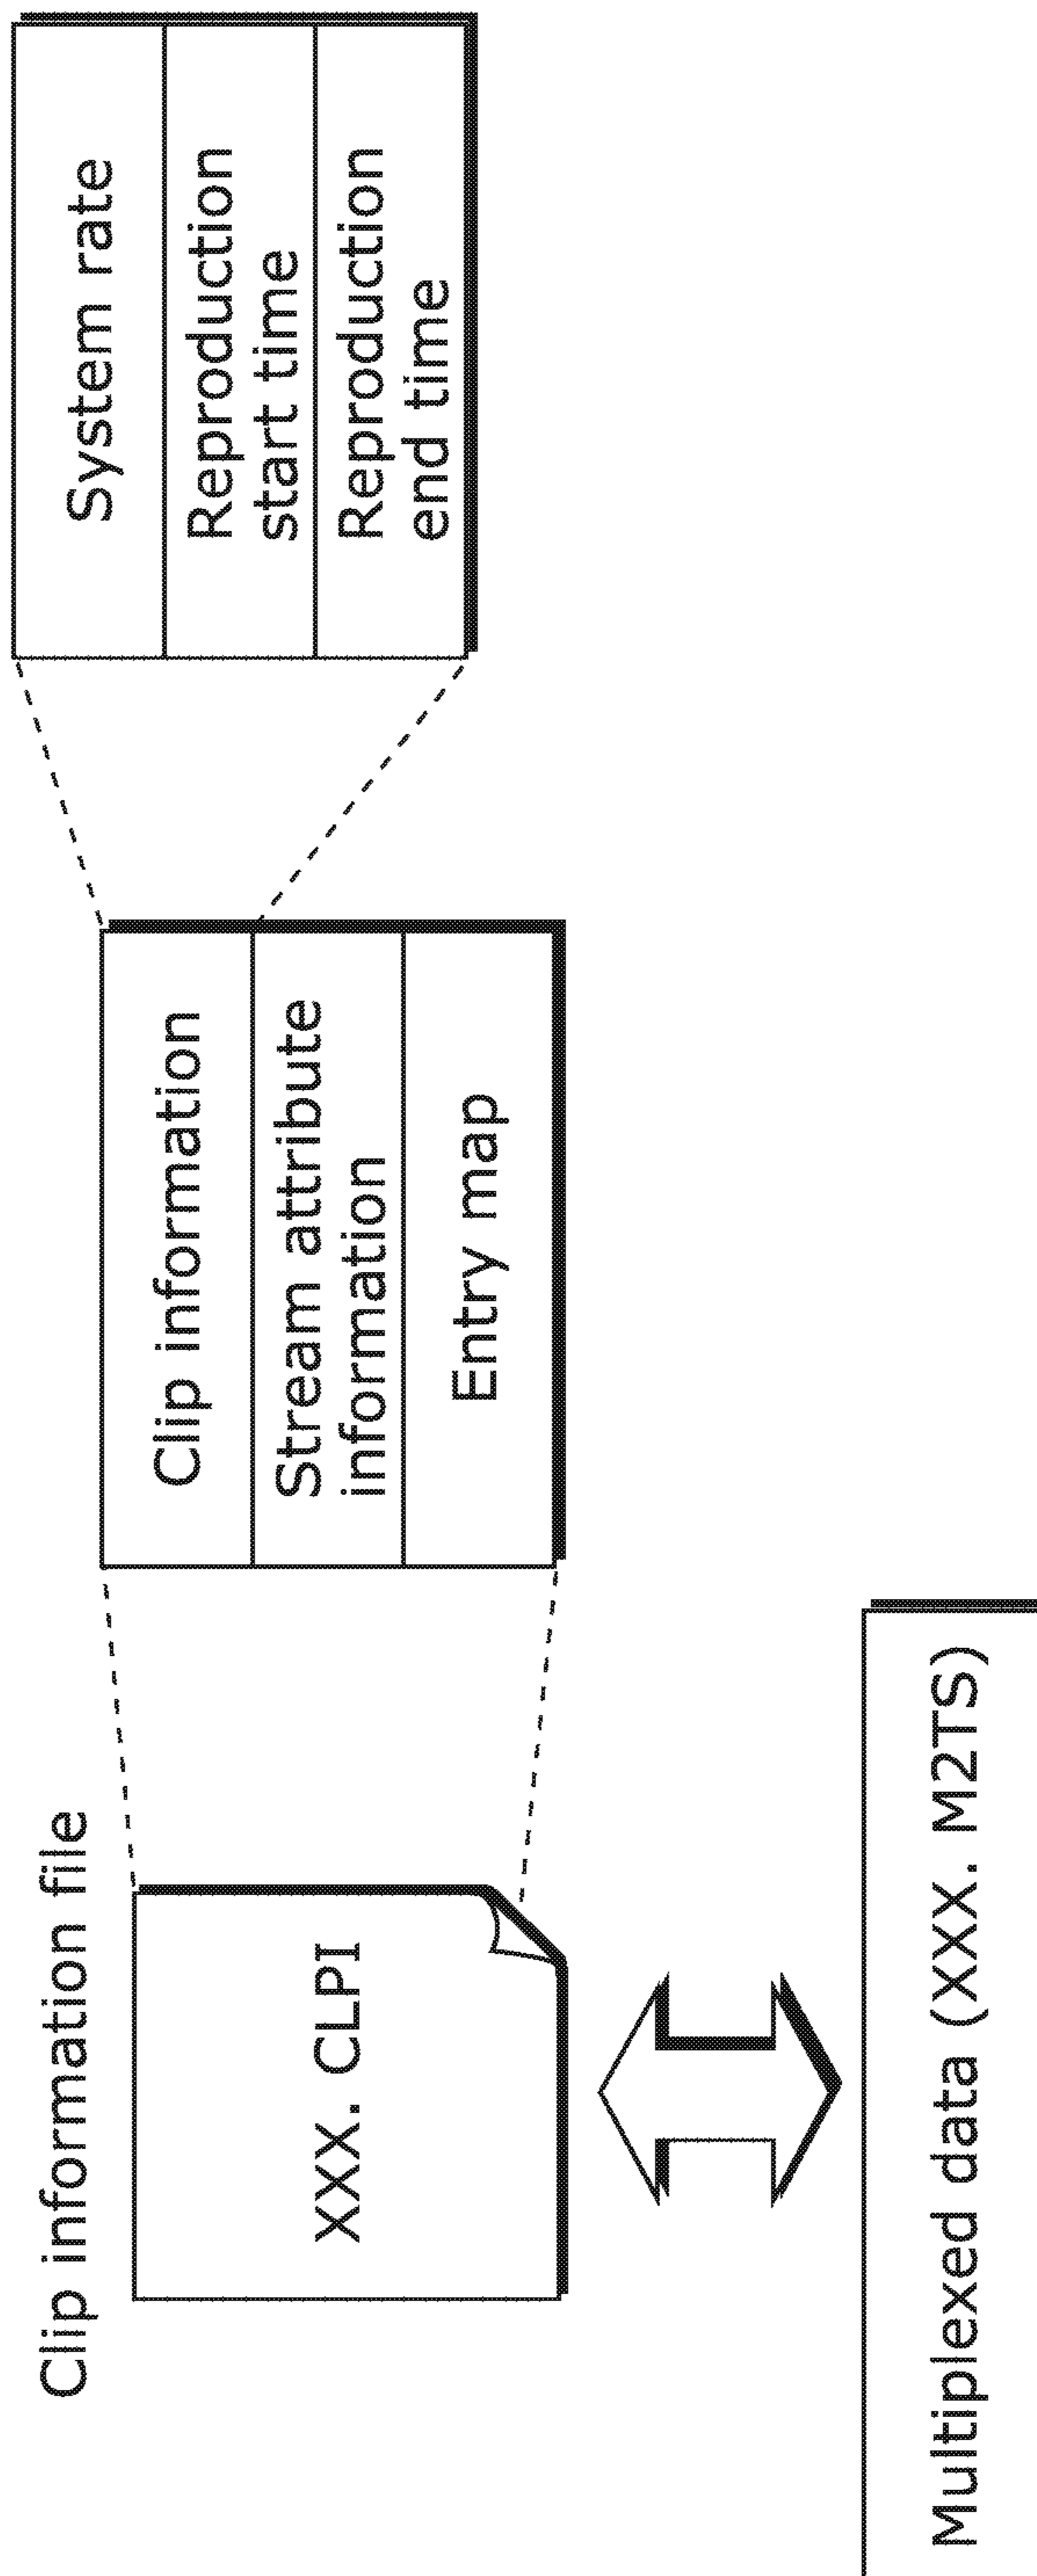 Clip information file
XXX. CLPI
Clip information
Stream attribute
information
Entry map
System rate
Reproduction
start time
Reproduction
end time
Multiplexed data (XXX. M2TS)